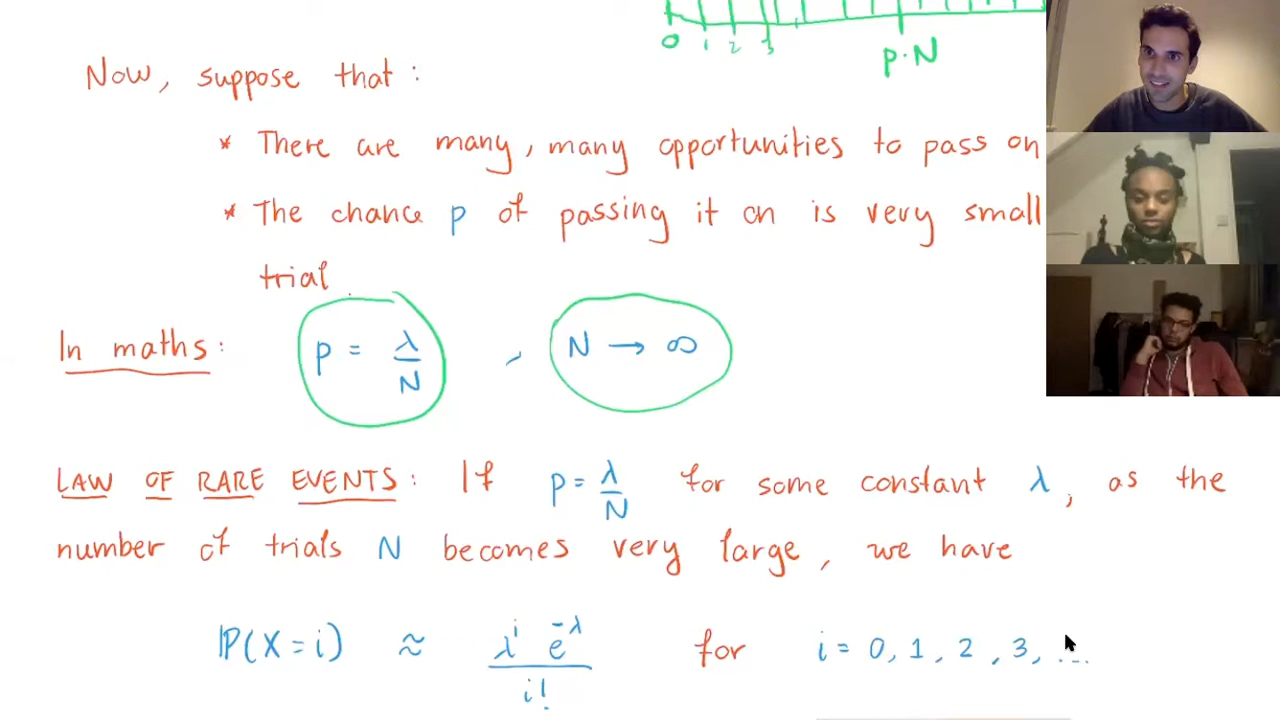 0 1 2 3 p·N
Now, suppose that :
* There are many, many opportunities to pass on
* The chance p of passing it on is very small
trial
In maths: p = λ/N , N → ∞
LAW OF RARE EVENTS: If p = λ/N for some constant λ, as the
number of trials N becomes very large, we have
ℙ(X = i) ≈ λ^i e^-λ / i! for i = 0, 1, 2, 3, ...